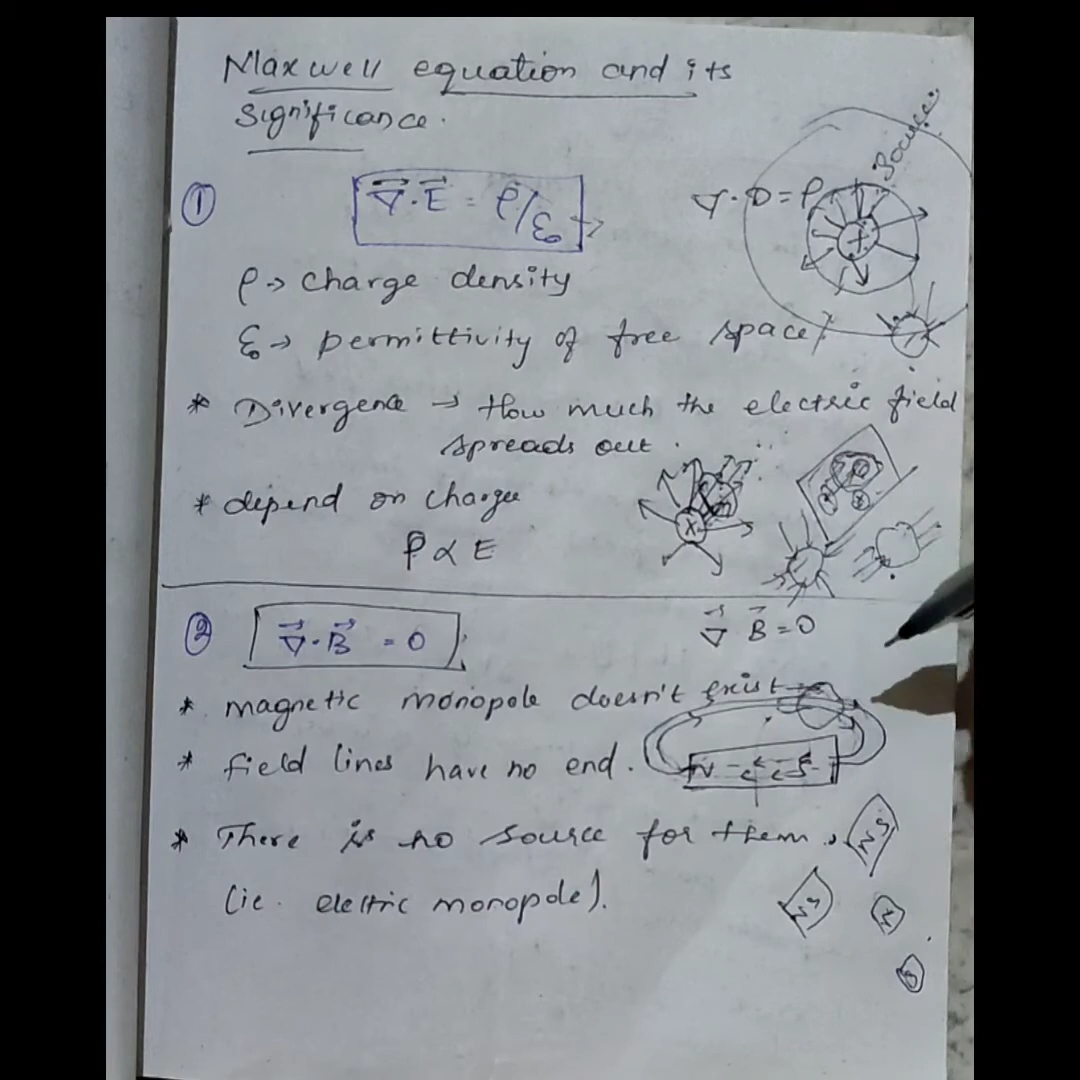 Maxwell equation and its
significance.
① ∇⃗·E⃗ = ρ/ε₀
∇·D = ρ
Source
ρ → charge density
ε₀ → permittivity of free space
* Divergence → How much the electric field
spreads out.
* depend on charge
ρ ∝ E
② ∇⃗·B⃗ = 0
∇⃗ B⃗ = 0
* magnetic monopole doesn't exist
* field lines have no end.
N S
* There is no source for them.
(ie. electric monopole).
N S
N S
N
S